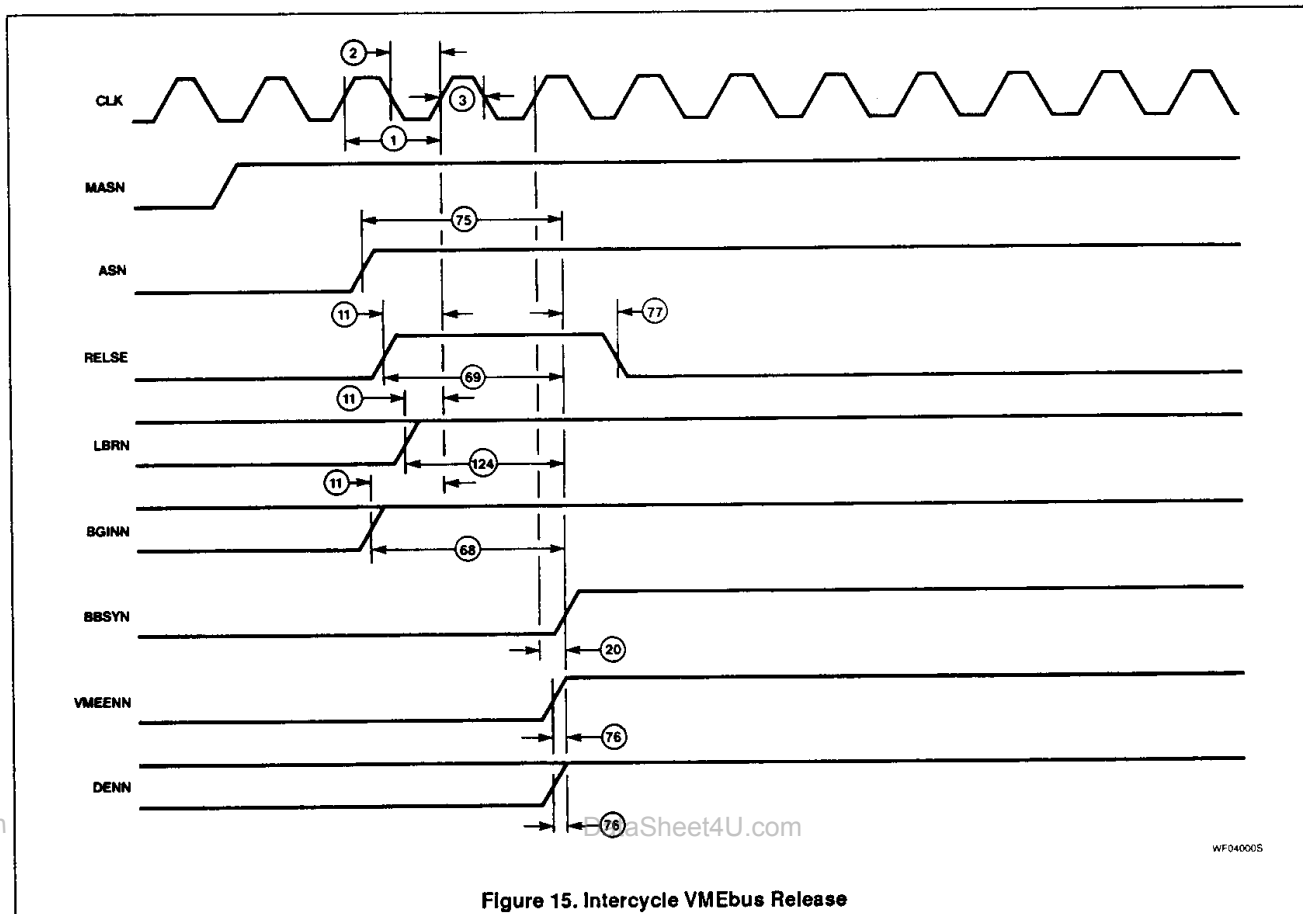 2
CLK
3
1
MASN
75
ASN
11
77
RELSE
69
11
LBRN
124
11
BGINN
68
BBSYN
20
VMEENN
76
DENN
76
DataSheet4U.com
WF04000S
Figure 15. Intercycle VMEbus Release